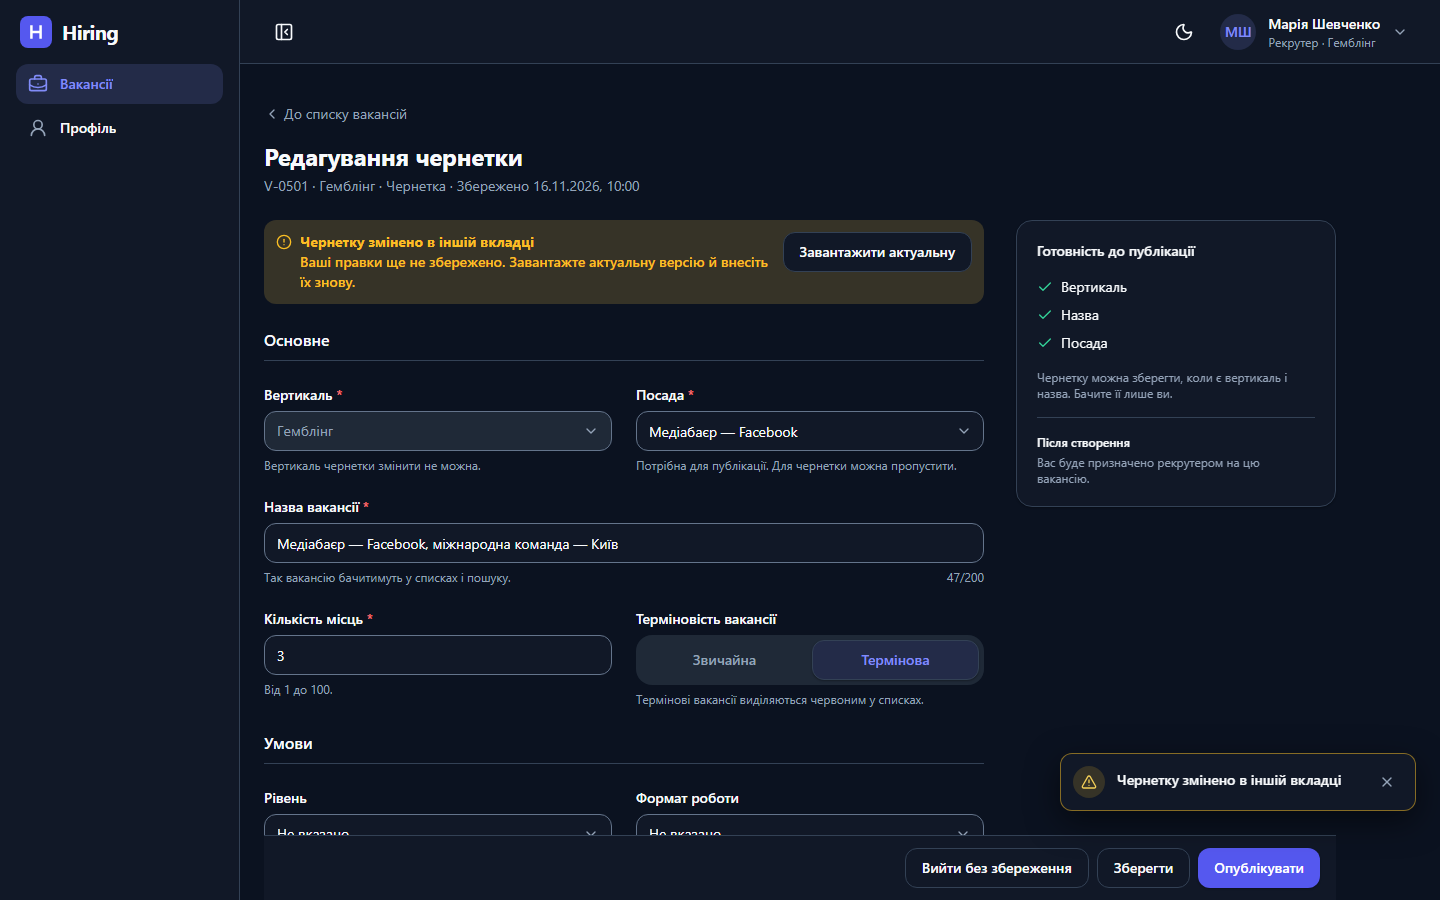 H Hiring
Вакансії
Профіль
МШ
Марія Шевченко
Рекрутер · Гемблінг
До списку вакансій
Редагування чернетки
V-0501 · Гемблінг · Чернетка · Збережено 16.11.2026, 10:00
Чернетку змінено в іншій вкладці
Ваші правки ще не збережено. Завантажте актуальну версію й внесіть
їх знову.
Завантажити актуальну
Основне
Вертикаль *
Гемблінг
Вертикаль чернетки змінити не можна.
Посада *
Медіабаєр — Facebook
Потрібна для публікації. Для чернетки можна пропустити.
Назва вакансії *
Медіабаєр — Facebook, міжнародна команда — Київ
Так вакансію бачитимуть у списках і пошуку.
47/200
Кількість місць *
3
Від 1 до 100.
Терміновість вакансії
Звичайна
Термінова
Термінові вакансії виділяються червоним у списках.
Умови
Рівень
Не вказано
Формат роботи
Не вказано
Готовність до публікації
Вертикаль
Назва
Посада
Чернетку можна зберегти, коли є вертикаль і
назва. Бачите її лише ви.
Після створення
Вас буде призначено рекрутером на цю
вакансію.
Чернетку змінено в іншій вкладці
Вийти без збереження
Зберегти
Опублікувати